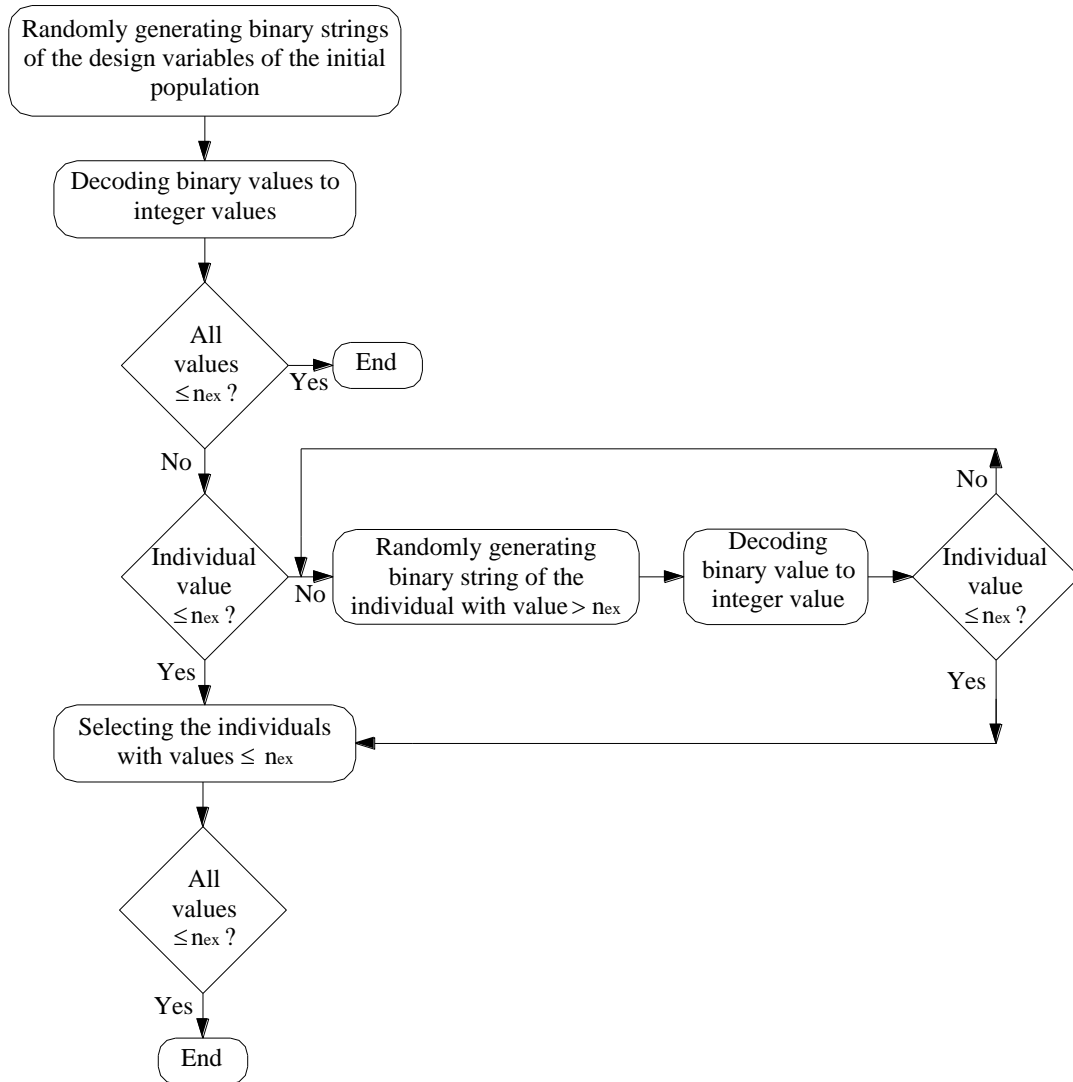 Randomly generating binary strings
of the design variables of the initial
population
Decoding binary values to
integer values
All
values
≤ nex ?
Yes
End
No
Individual
value
≤ nex ?
No
Randomly generating
binary string of the
individual with value > nex
Decoding
binary value to
integer value
Individual
value
≤ nex ?
No
Yes
Yes
Selecting the individuals
with values ≤ nex
All
values
≤ nex ?
Yes
End